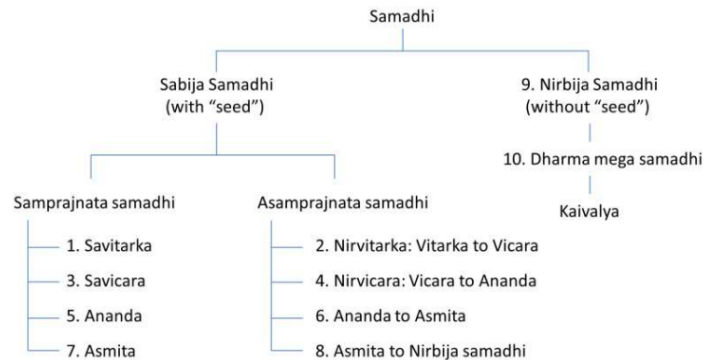 Samadhi
Sabija Samadhi
(with “seed”)
9. Nirbija Samadhi
(without “seed”)
10. Dharma mega samadhi
Kaivalya
Samprajnata samadhi
1. Savitarka
3. Savicara
5. Ananda
7. Asmita
Asamprajnata samadhi
2. Nirvitarka: Vitarka to Vicara
4. Nirvicara: Vicara to Ananda
6. Ananda to Asmita
8. Asmita to Nirbija samadhi